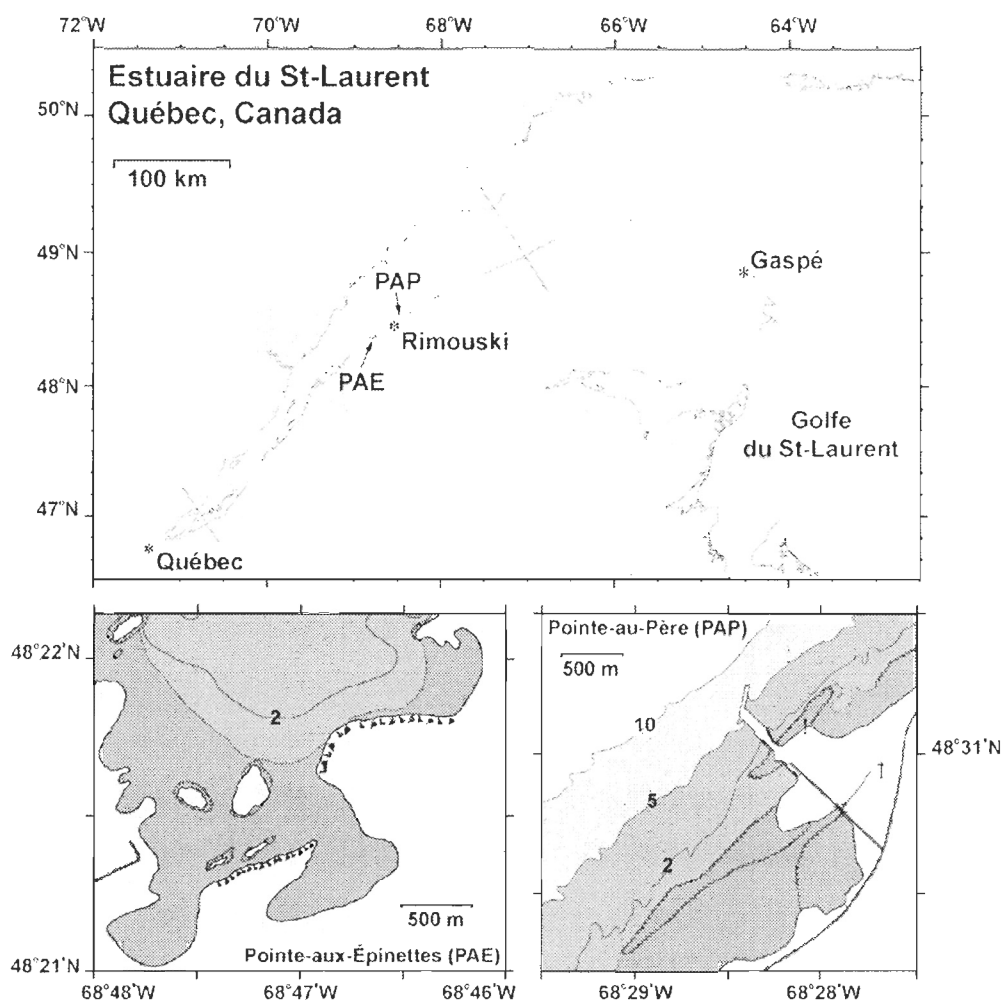 72°W 70°W 68°W 66°W 64°W
Estuaire du St-Laurent
Québec, Canada
50°N
100 km
49°N
Gaspé
PAP
Rimouski
PAE
48°N
Golfe
du St-Laurent
47°N
Québec
Pointe-au-Père (PAP)
500 m
48°22'N
2
10
48°31'N
5
2
500 m
Pointe-aux-Épinettes (PAE)
48°21'N
68°48'W 68°47'W 68°46'W 68°29'W 68°28'W